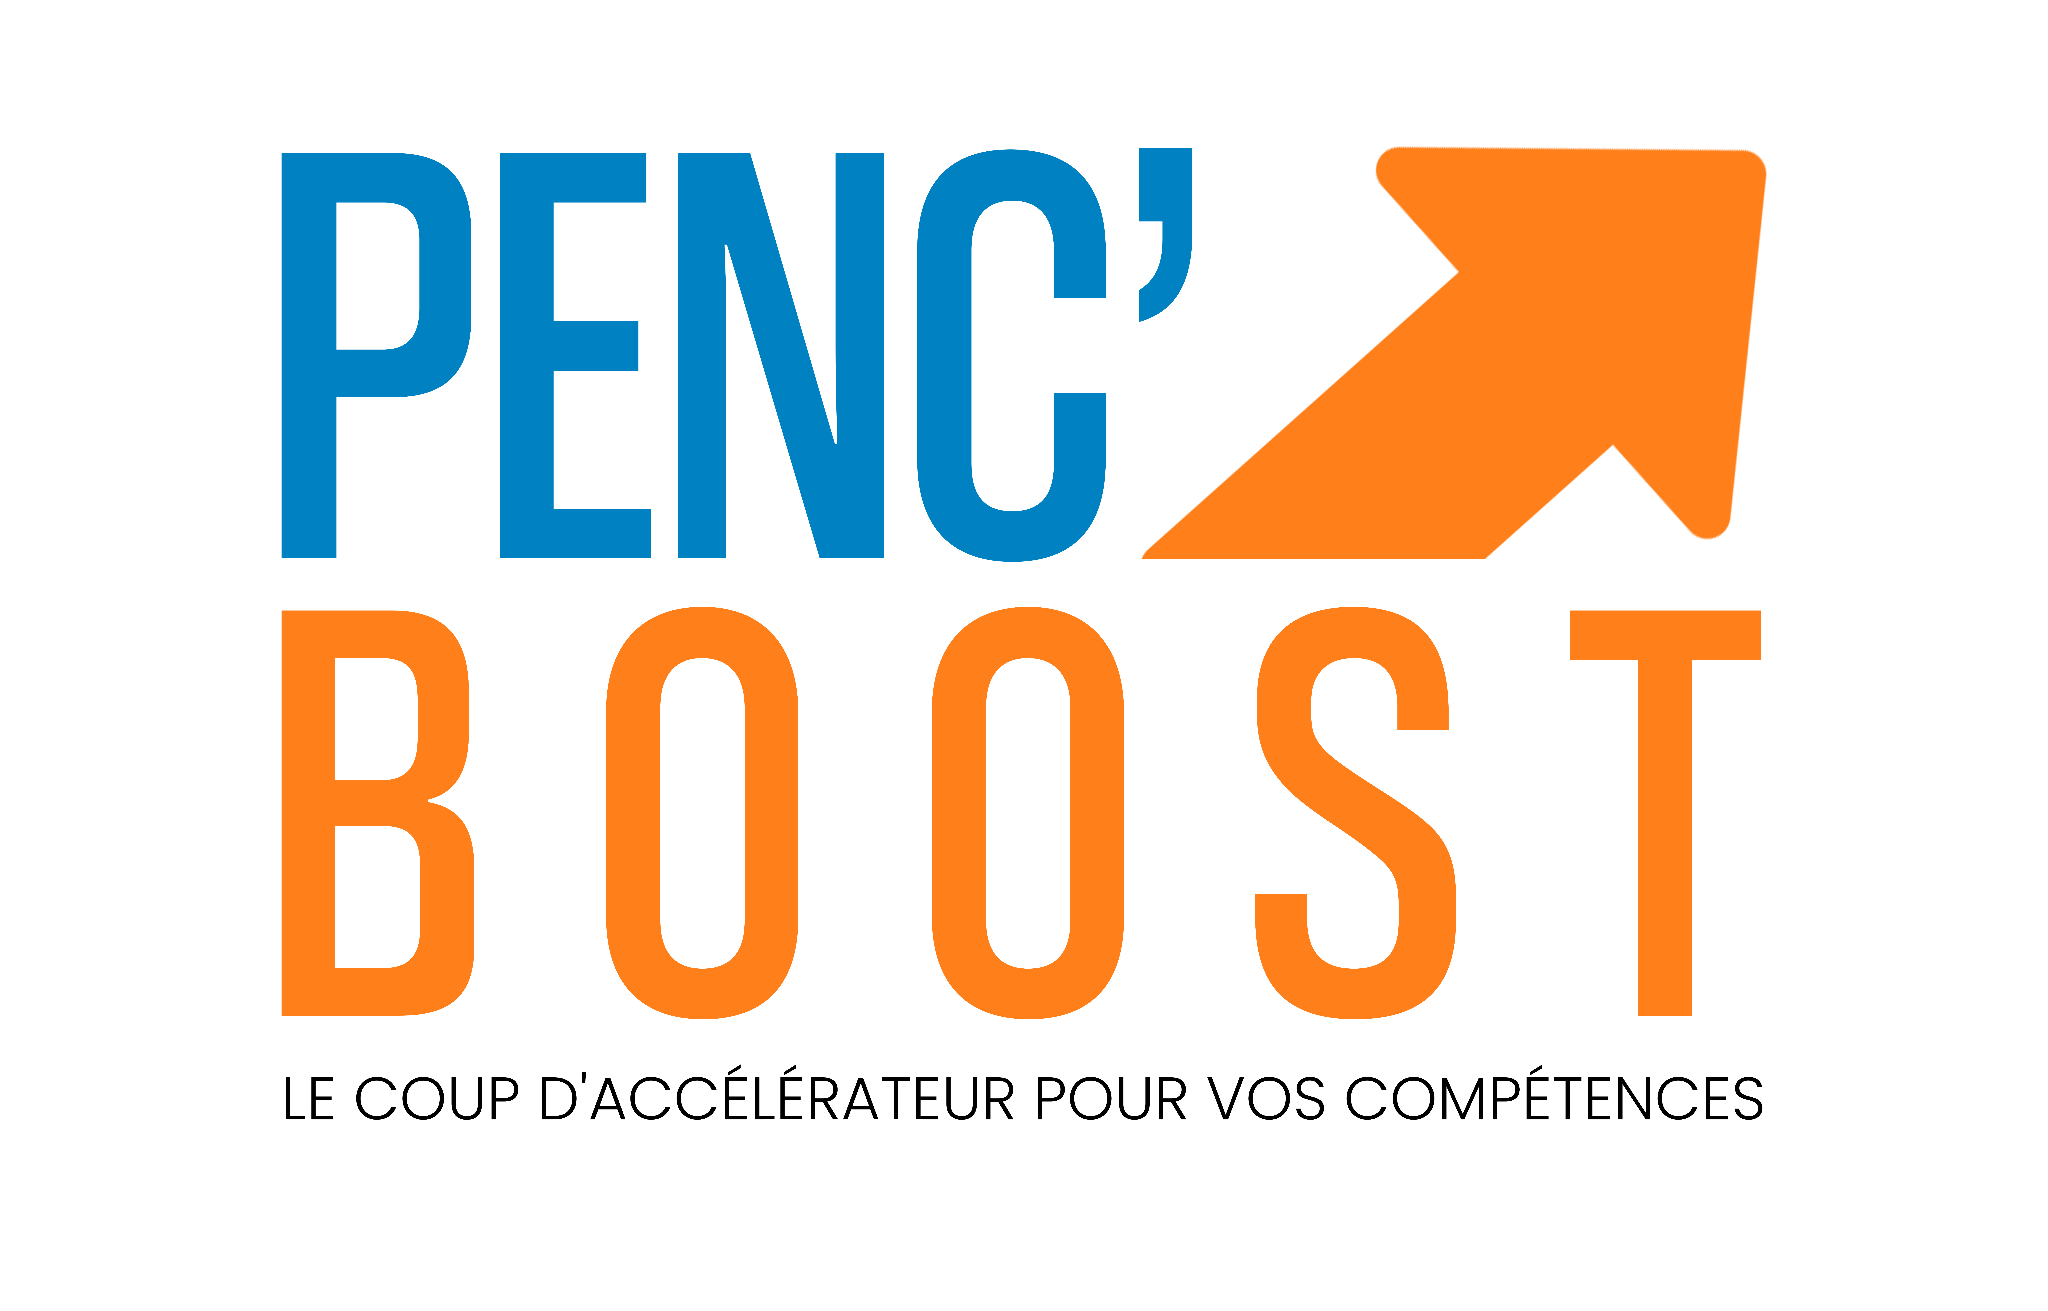 PENC’
BOOST
LE COUP D'ACCÉLÉRATEUR POUR VOS COMPÉTENCES